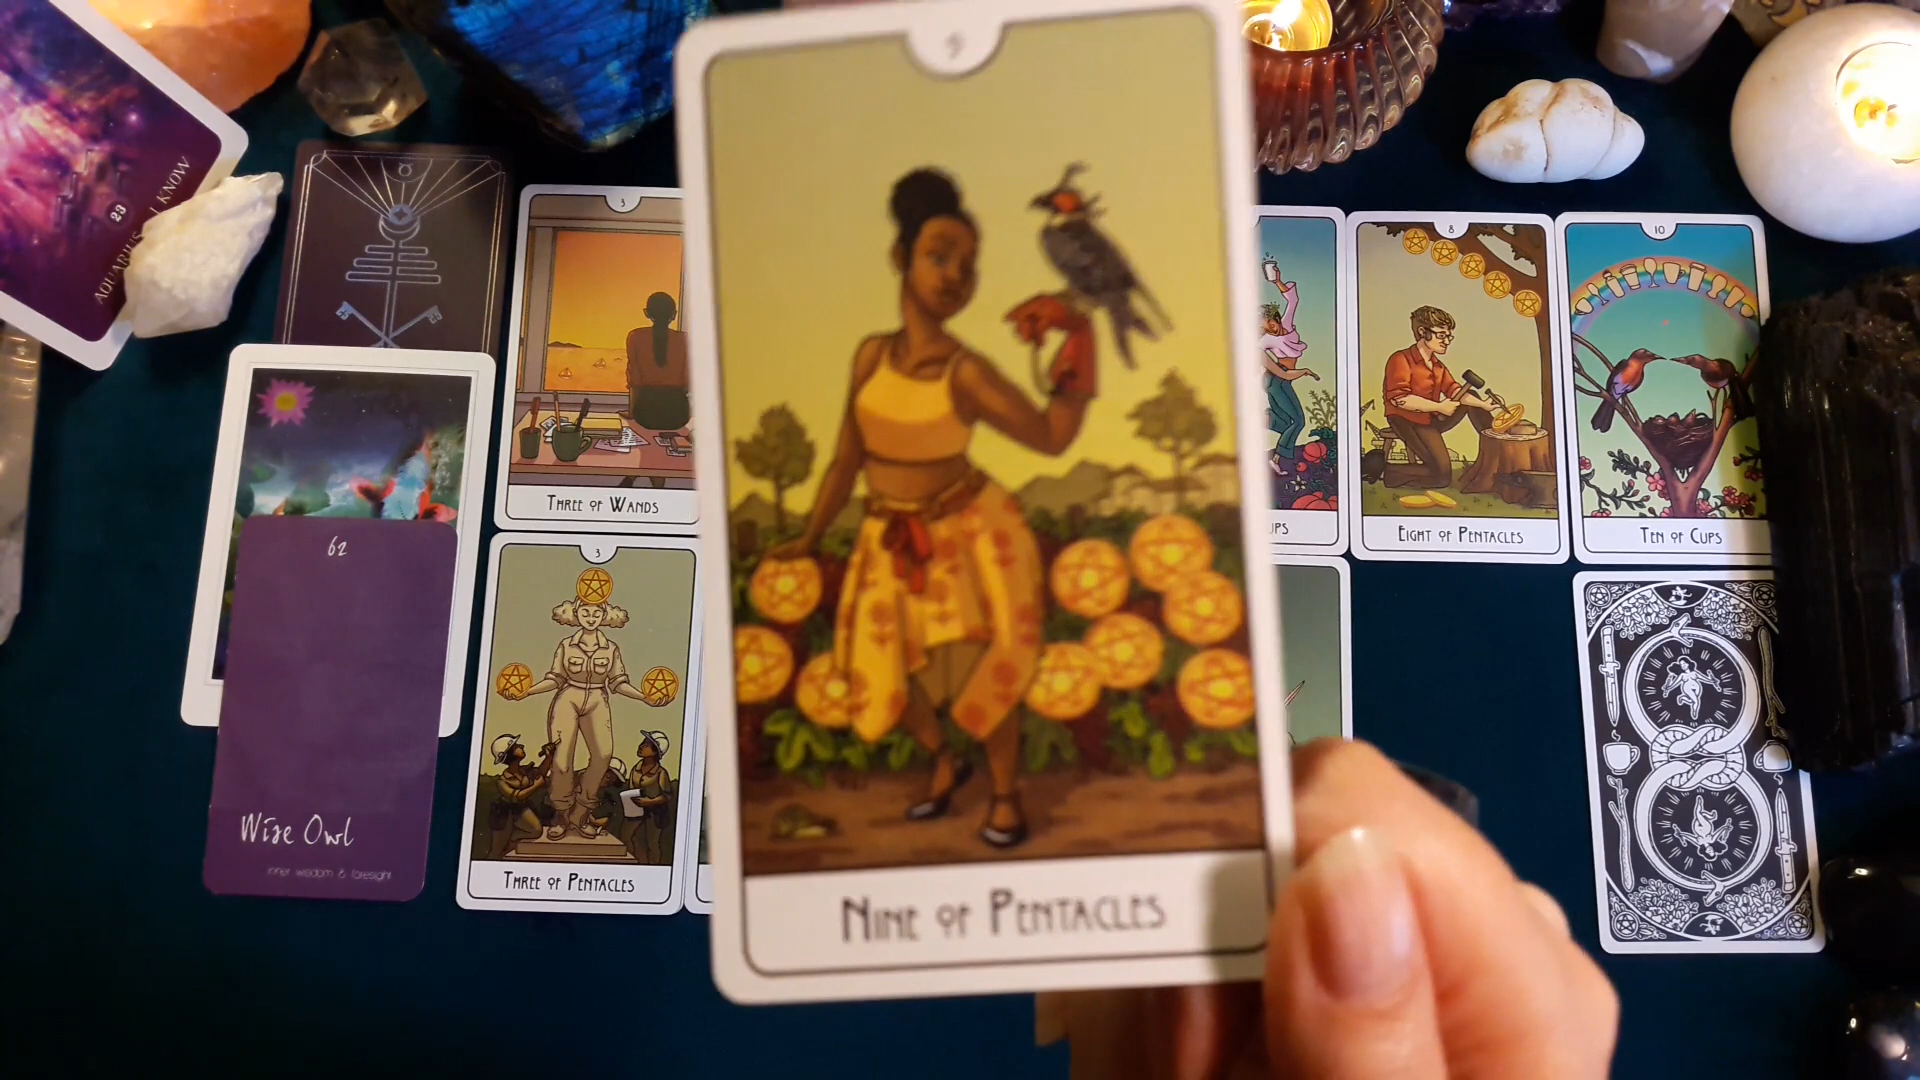 9
NINE OF PENTACLES
23
AQUARIUS
I KNOW
62
Wise Owl
inner wisdom & foresight
3
THREE OF WANDS
3
THREE OF PENTACLES
UPS
8
EIGHT OF PENTACLES
10
TEN OF CUPS